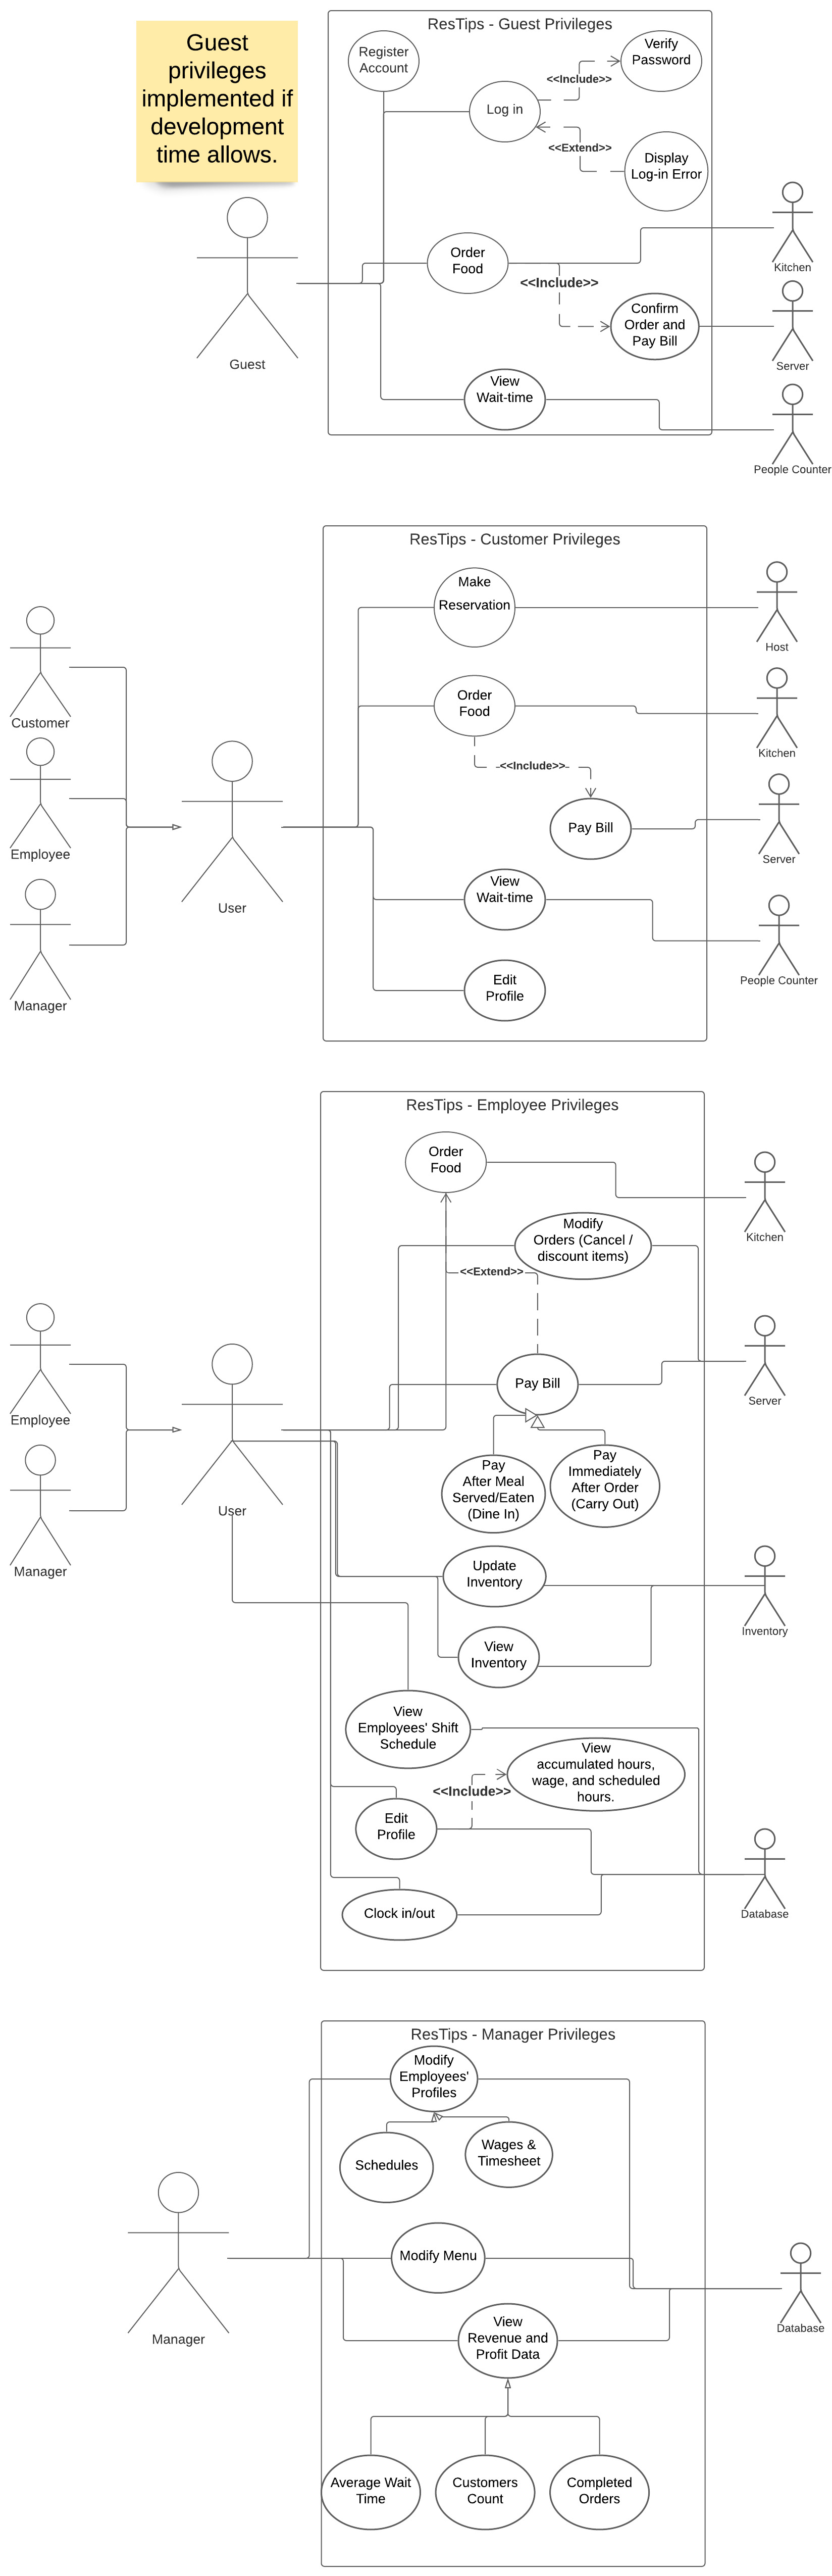 Guest
privileges
implemented if
development
time allows.
ResTips - Guest Privileges
Register
Account
Verify
Password
<<Include>>
Log in
<<Extend>>
Display
Log-in Error
Order
Food
<<Include>>
Confirm
Order and
Pay Bill
View
Wait-time
Guest
Kitchen
Server
People Counter
ResTips - Customer Privileges
Make
Reservation
Order
Food
<<Include>>
Pay Bill
View
Wait-time
Edit
Profile
Customer
Employee
Manager
User
Host
Kitchen
Server
People Counter
ResTips - Employee Privileges
Order
Food
Modify
Orders (Cancel /
discount items)
<<Extend>>
Pay Bill
Pay
After Meal
Served/Eaten
(Dine In)
Pay
Immediately
After Order
(Carry Out)
Update
Inventory
View
Inventory
View
Employees' Shift
Schedule
View
accumulated hours,
wage, and scheduled
hours.
<<Include>>
Edit
Profile
Clock in/out
Employee
Manager
User
Kitchen
Server
Inventory
Database
ResTips - Manager Privileges
Modify
Employees'
Profiles
Schedules
Wages &
Timesheet
Modify Menu
View
Revenue and
Profit Data
Average Wait
Time
Customers
Count
Completed
Orders
Manager
Database